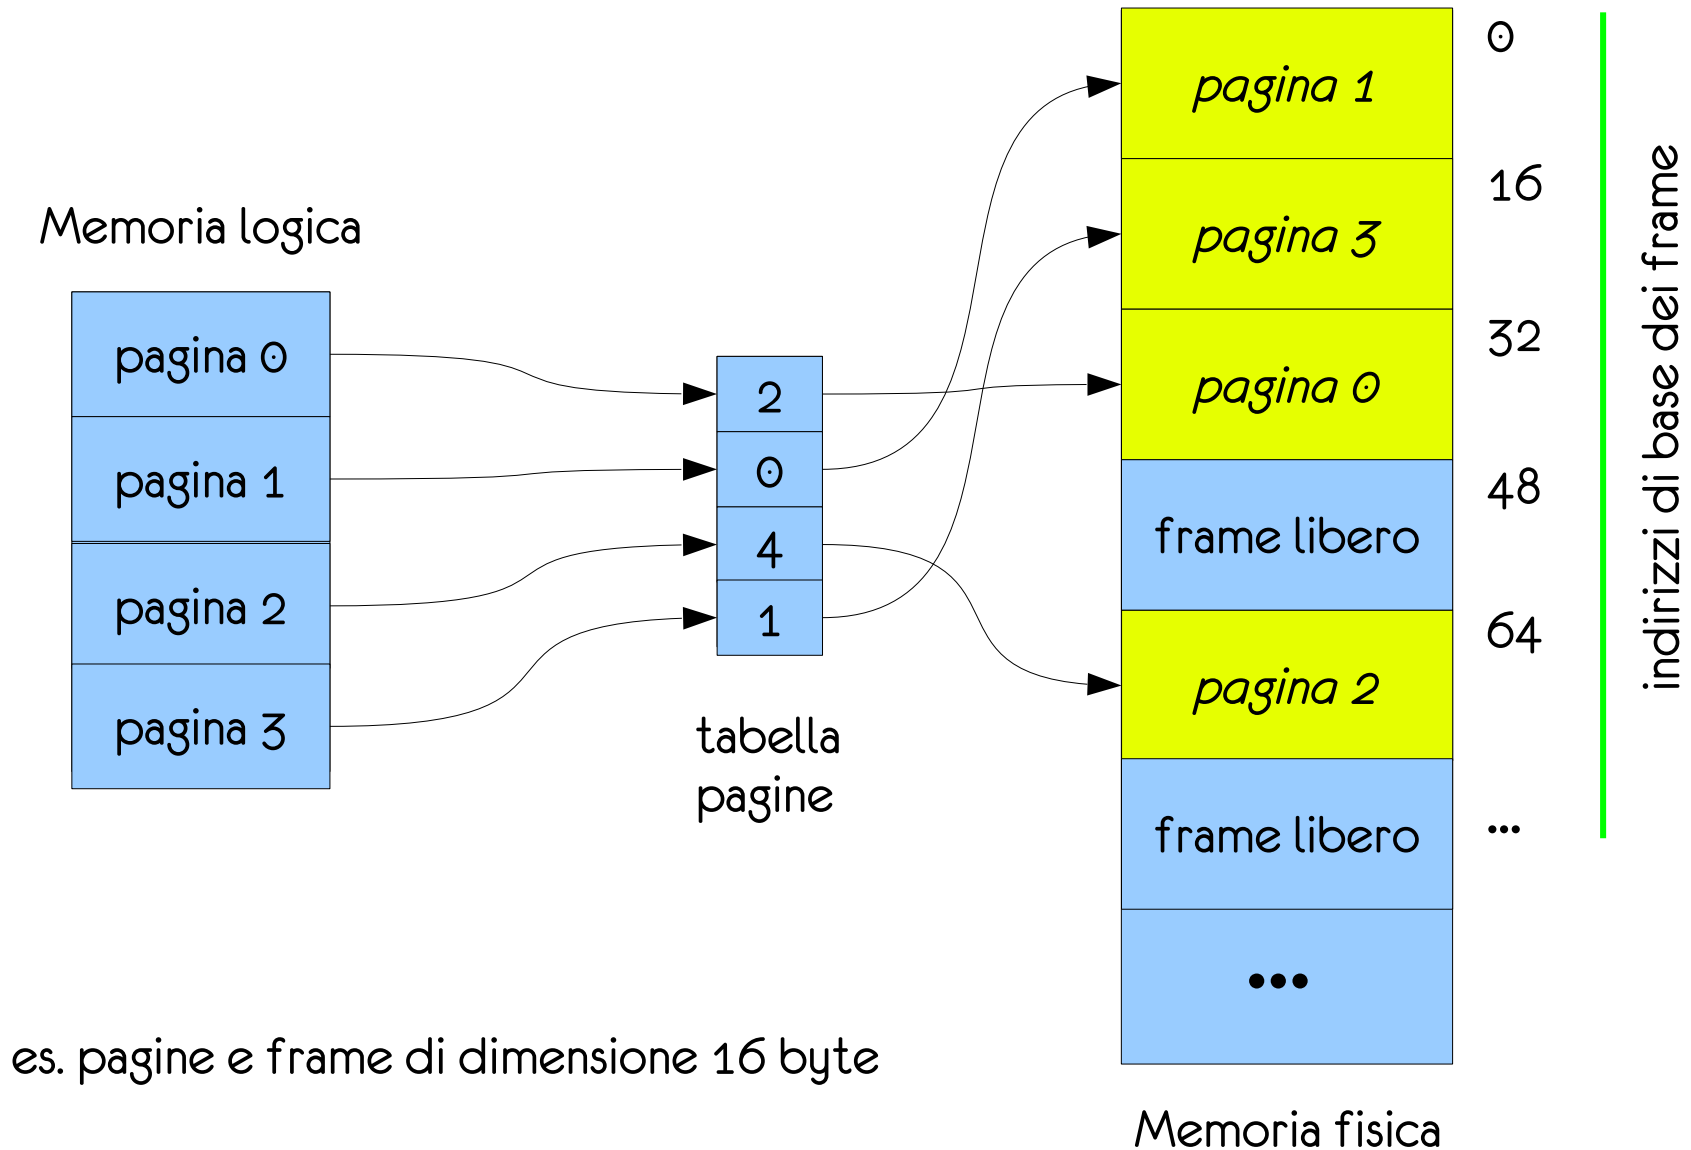 Memoria logica
pagina 0
pagina 1
pagina 2
pagina 3
2
0
4
1
tabella
pagine
pagina 1
pagina 3
pagina 0
frame libero
pagina 2
frame libero
...
0
16
32
48
64
...
indirizzi di base dei frame
es. pagine e frame di dimensione 16 byte
Memoria fisica